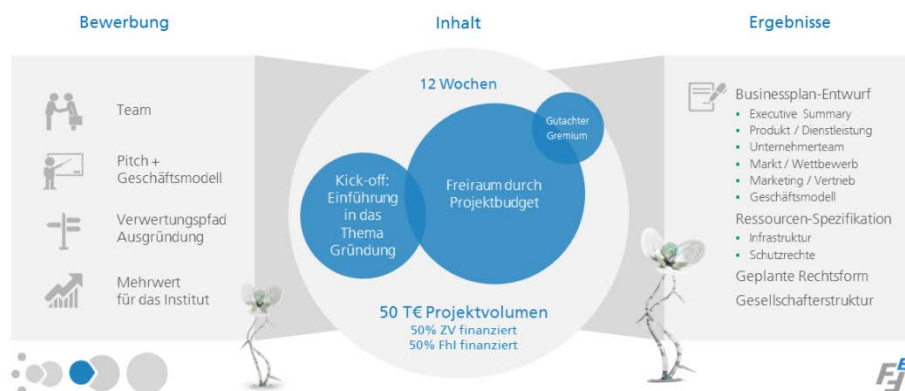 Bewerbung
Team
Pitch +
Geschäftsmodell
Verwertungspfad
Ausgründung
Mehrwert
für das Institut
Inhalt
12 Wochen
Gutachter
Gremium
Kick-off:
Einführung
in das
Thema
Gründung
Freiraum durch
Projektbudget
50 T€ Projektvolumen
50% ZV finanziert
50% FhI finanziert
Ergebnisse
Businessplan-Entwurf
• Executive Summary
• Produkt / Dienstleistung
• Unternehmerteam
• Markt / Wettbewerb
• Marketing / Vertrieb
• Geschäftsmodell
Ressourcen-Spezifikation
• Infrastruktur
• Schutzrechte
Geplante Rechtsform
Gesellschafterstruktur